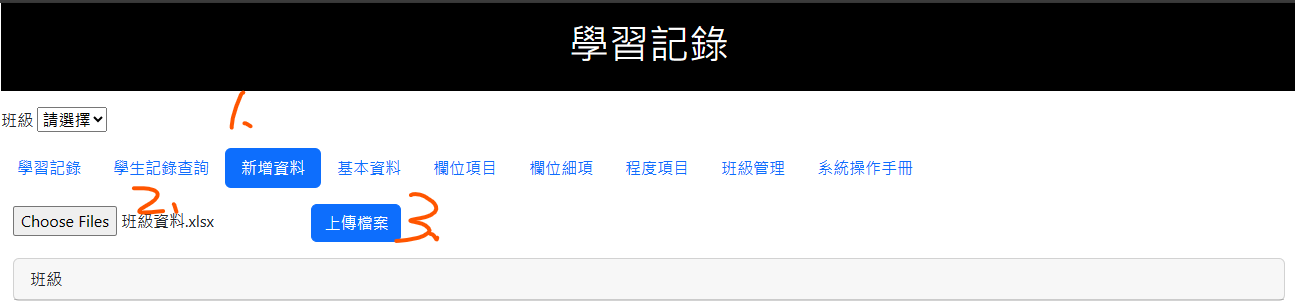 學習記錄
1.
班級 請選擇
學習記錄 學生記錄查詢 新增資料 基本資料 欄位項目 欄位細項 程度項目 班級管理 系統操作手冊
2.
Choose Files 班級資料.xlsx 上傳檔案 3.
班級